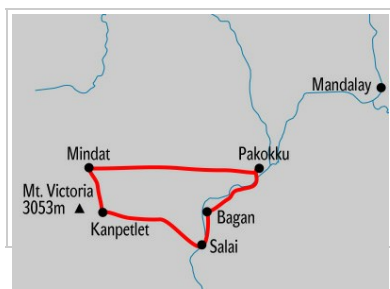 Mandalay
Mindat
Pakokku
Mt. Victoria
3053m
Kanpetlet
Bagan
Salai